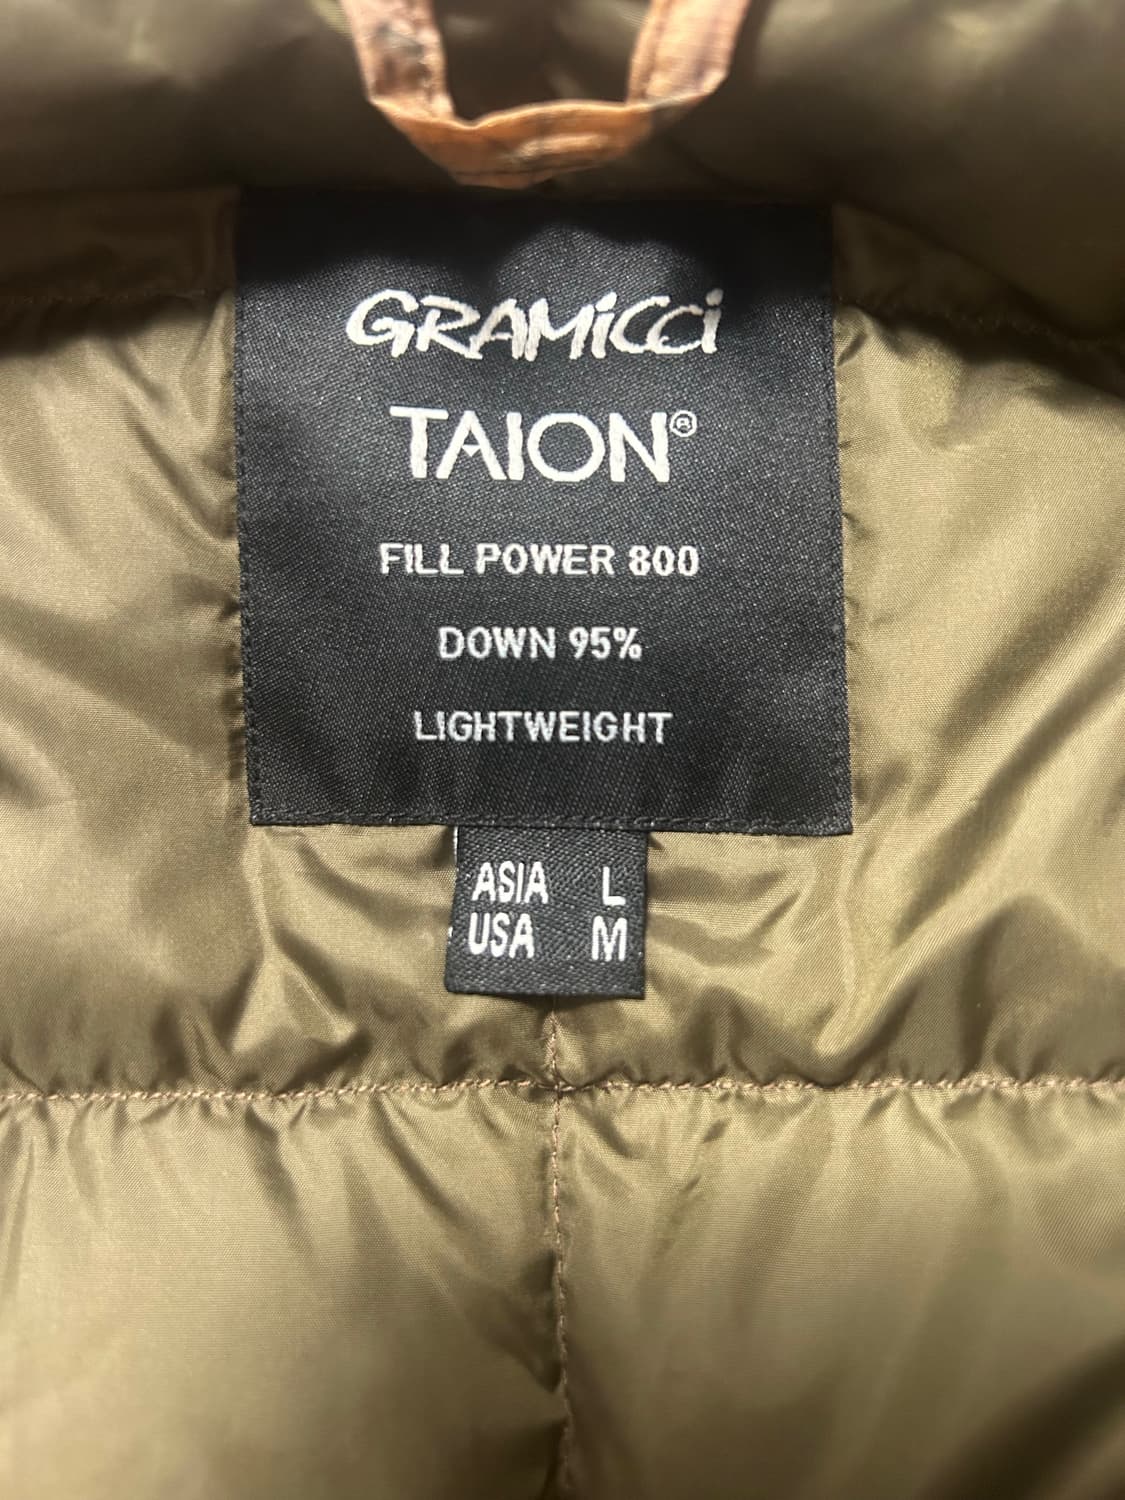 GRAMiCCi
TAION®
FILL POWER 800
DOWN 95%
LIGHTWEIGHT
ASIA L
USA M